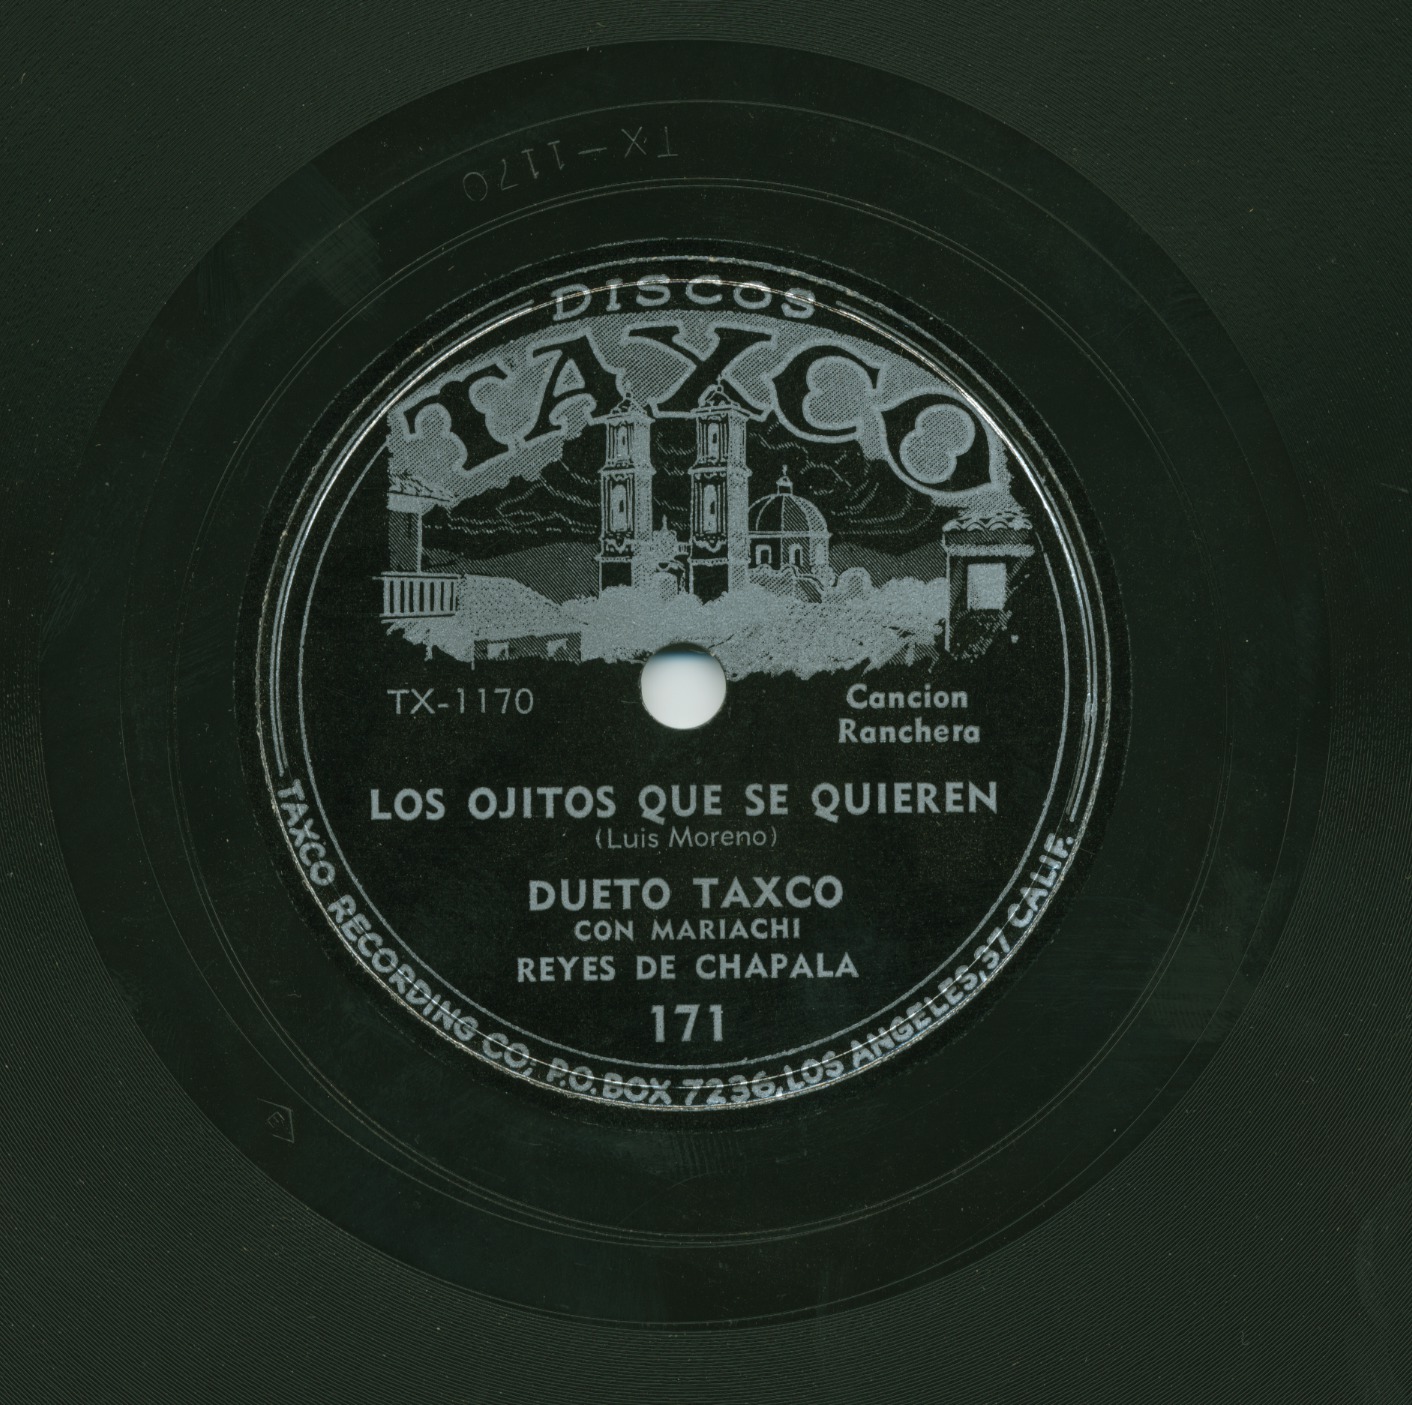 TX-1170
DISCOS
TAXCO
TX-1170
Cancion
Ranchera
LOS OJITOS QUE SE QUIEREN
(Luis Moreno)
DUETO TAXCO
CON MARIACHI
REYES DE CHAPALA
171
TAXCO RECORDING CO; P.O. BOX 7236, LOS ANGELES, 37 CALIF.
E